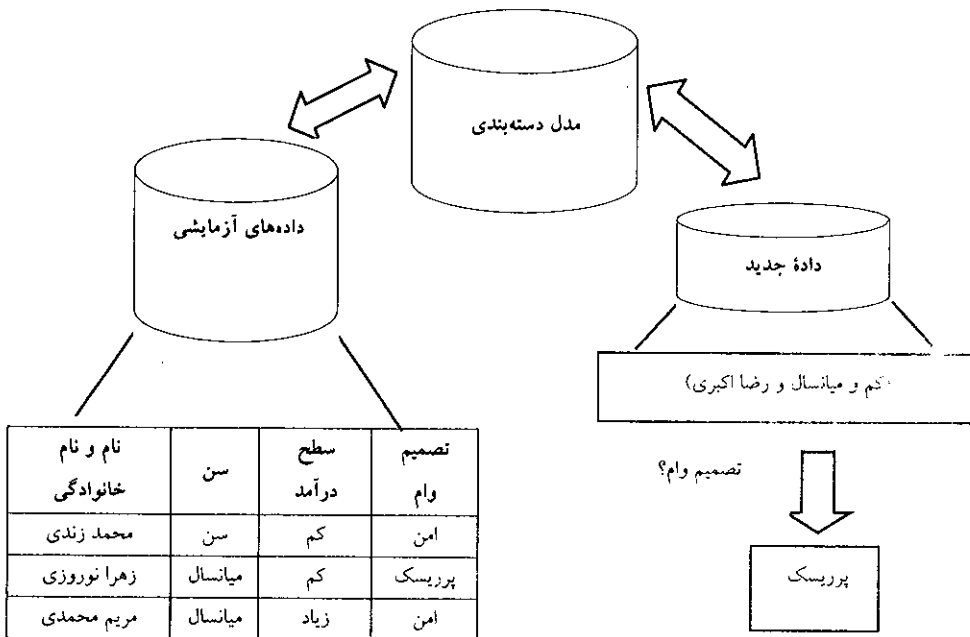 مدل دسته‌بندی
داده‌های آزمایشی
دادهٔ جدید
(کم و میانسال و رضا اکبری)
تصمیم وام؟
پرریسک
نام و نام خانوادگی	سن	سطح درآمد	تصمیم وام
محمد زندی	سن	کم	امن
زهرا نوروزی	میانسال	کم	پرریسک
مریم محمدی	میانسال	زیاد	امن